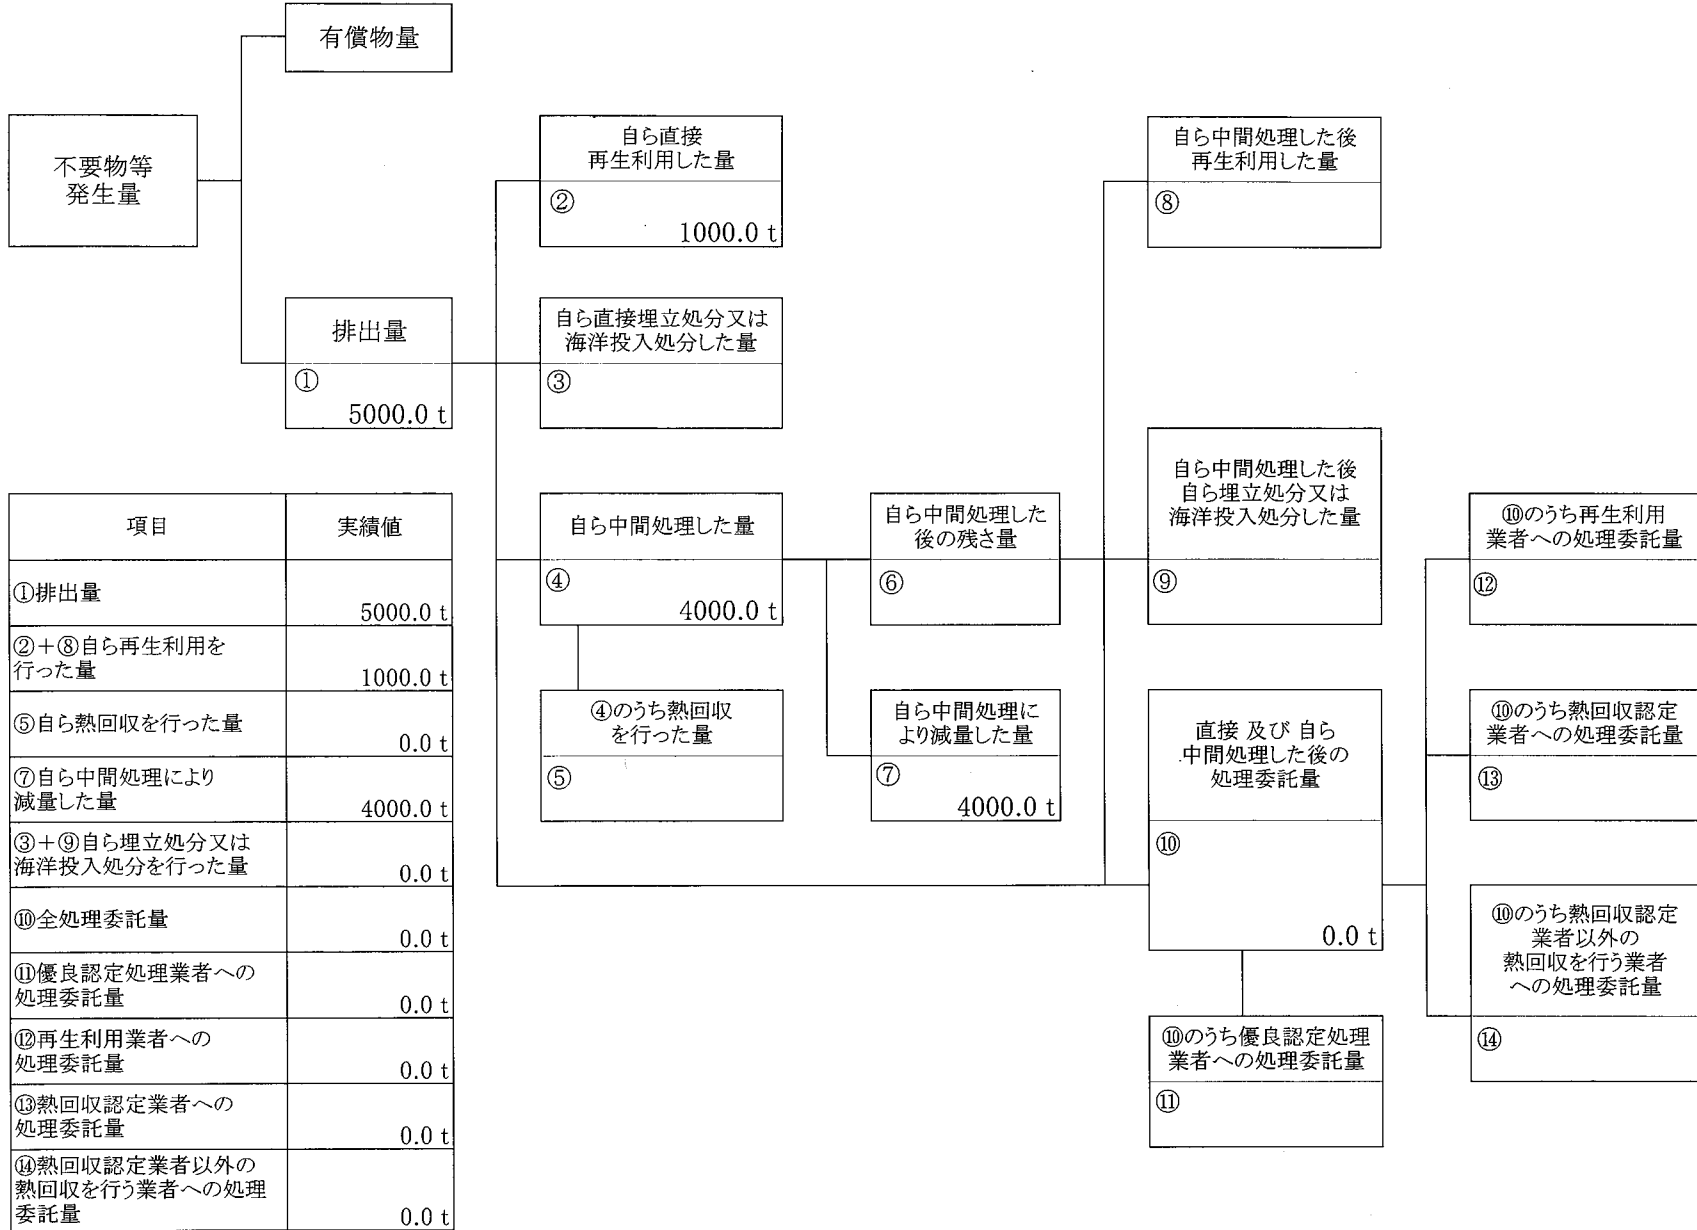 有償物量
不要物等
発生量
排出量
①
5000.0 t
自ら直接
再生利用した量
②
1000.0 t
自ら直接埋立処分又は
海洋投入処分した量
③
自ら中間処理した量
④
4000.0 t
④のうち熱回収
を行った量
⑤
自ら中間処理した
後の残さ量
⑥
自ら中間処理に
より減量した量
⑦
4000.0 t
自ら中間処理した後
再生利用した量
⑧
自ら中間処理した後
自ら埋立処分又は
海洋投入処分した量
⑨
直接 及び 自ら
中間処理した後の
処理委託量
⑩
0.0 t
⑩のうち優良認定処理
業者への処理委託量
⑪
⑩のうち再生利用
業者への処理委託量
⑫
⑩のうち熱回収認定
業者への処理委託量
⑬
⑩のうち熱回収認定
業者以外の
熱回収を行う業者
への処理委託量
⑭
項目 実績値
①排出量
5000.0 t
②+⑧自ら再生利用を
行った量
1000.0 t
⑤自ら熱回収を行った量
0.0 t
⑦自ら中間処理により
減量した量
4000.0 t
③+⑨自ら埋立処分又は
海洋投入処分を行った量
0.0 t
⑩全処理委託量
0.0 t
⑪優良認定処理業者への
処理委託量
0.0 t
⑫再生利用業者への
処理委託量
0.0 t
⑬熱回収認定業者への
処理委託量
0.0 t
⑭熱回収認定業者以外の
熱回収を行う業者への処理
委託量
0.0 t